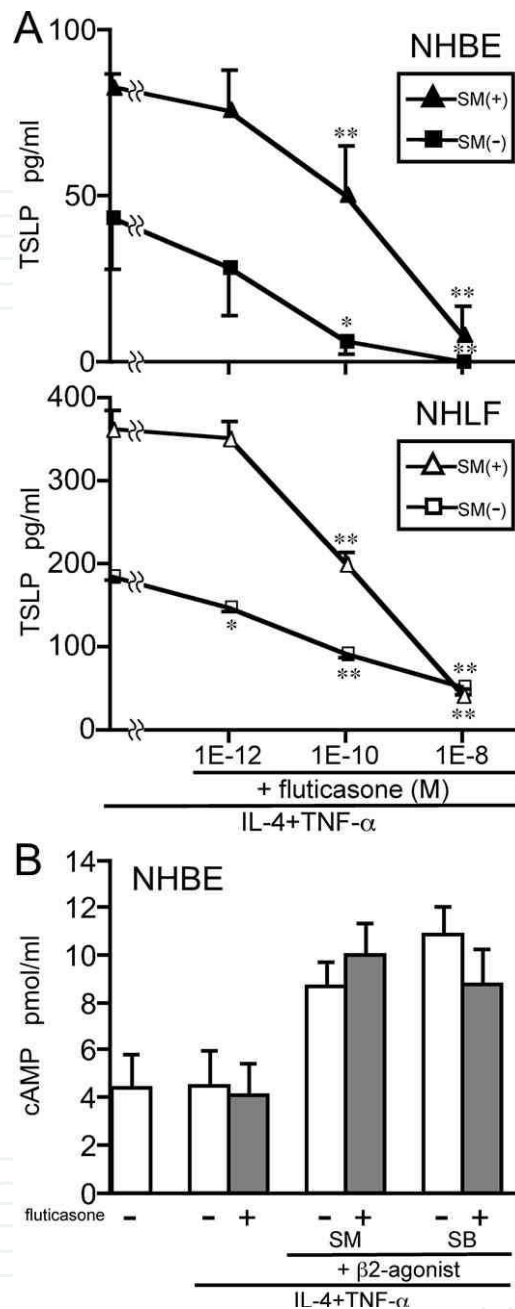 A
NHBE
SM(+)
SM(−)
TSLP pg/ml
100
50
0
**
*
**
**
NHLF
SM(+)
SM(−)
TSLP pg/ml
400
300
200
100
0
**
*
**
**
**
1E-12 1E-10 1E-8
+ fluticasone (M)
IL-4+TNF-α
B
NHBE
cAMP pmol/ml
14
12
10
8
6
4
2
0
fluticasone − − + − + − +
SM SB
+ β2-agonist
IL-4+TNF-α